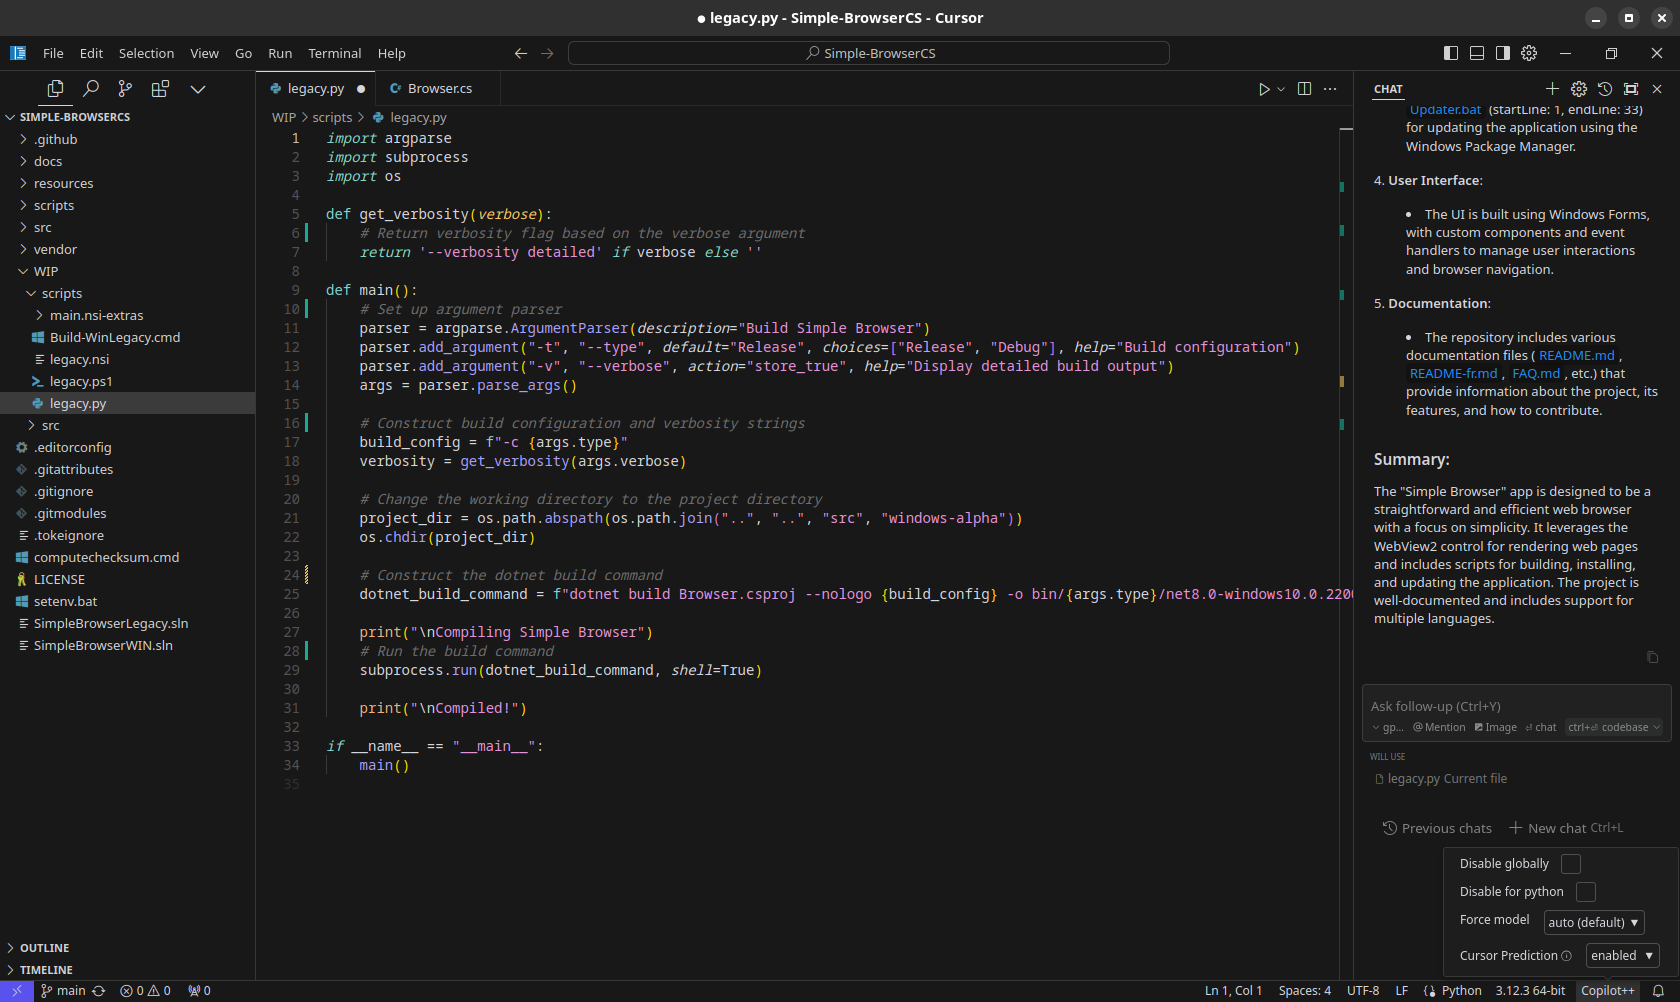 ● legacy.py - Simple-BrowserCS - Cursor
File Edit Selection View Go Run Terminal Help
Simple-BrowserCS
SIMPLE-BROWSERCS
.github
docs
resources
scripts
src
vendor
WIP
scripts
main.nsi-extras
Build-WinLegacy.cmd
legacy.nsi
legacy.ps1
legacy.py
src
.editorconfig
.gitattributes
.gitignore
.gitmodules
.tokeignore
computechecksum.cmd
LICENSE
setenv.bat
SimpleBrowserLegacy.sln
SimpleBrowserWIN.sln
OUTLINE
TIMELINE
legacy.py ●
Browser.cs
WIP > scripts > legacy.py
1 import argparse
2 import subprocess
3 import os
4
5 def get_verbosity(verbose):
6 # Return verbosity flag based on the verbose argument
7 return '--verbosity detailed' if verbose else ''
8
9 def main():
10 # Set up argument parser
11 parser = argparse.ArgumentParser(description="Build Simple Browser")
12 parser.add_argument("-t", "--type", default="Release", choices=["Release", "Debug"], help="Build configuration")
13 parser.add_argument("-v", "--verbose", action="store_true", help="Display detailed build output")
14 args = parser.parse_args()
15
16 # Construct build configuration and verbosity strings
17 build_config = f"-c {args.type}"
18 verbosity = get_verbosity(args.verbose)
19
20 # Change the working directory to the project directory
21 project_dir = os.path.abspath(os.path.join("..", "..", "src", "windows-alpha"))
22 os.chdir(project_dir)
23
24 # Construct the dotnet build command
25 dotnet_build_command = f"dotnet build Browser.csproj --nologo {build_config} -o bin/{args.type}/net8.0-windows10.0.220
26
27 print("\nCompiling Simple Browser")
28 # Run the build command
29 subprocess.run(dotnet_build_command, shell=True)
30
31 print("\nCompiled!")
32
33 if __name__ == "__main__":
34 main()
35
CHAT
Updater.bat (startLine: 1, endLine: 33)
for updating the application using the
Windows Package Manager.
4. User Interface:
• The UI is built using Windows Forms,
with custom components and event
handlers to manage user interactions
and browser navigation.
5. Documentation:
• The repository includes various
documentation files ( README.md ,
README-fr.md , FAQ.md , etc.) that
provide information about the project, its
features, and how to contribute.
Summary:
The "Simple Browser" app is designed to be a
straightforward and efficient web browser
with a focus on simplicity. It leverages the
WebView2 control for rendering web pages
and includes scripts for building, installing,
and updating the application. The project is
well-documented and includes support for
multiple languages.
Ask follow-up (Ctrl+Y)
gp... @ Mention Image ⏎ chat ctrl+⏎ codebase
WILL USE
legacy.py Current file
Previous chats + New chat Ctrl+L
Disable globally
Disable for python
Force model auto (default) ▼
Cursor Prediction enabled ▼
main 0 0 0
Ln 1, Col 1 Spaces: 4 UTF-8 LF Python 3.12.3 64-bit Copilot++